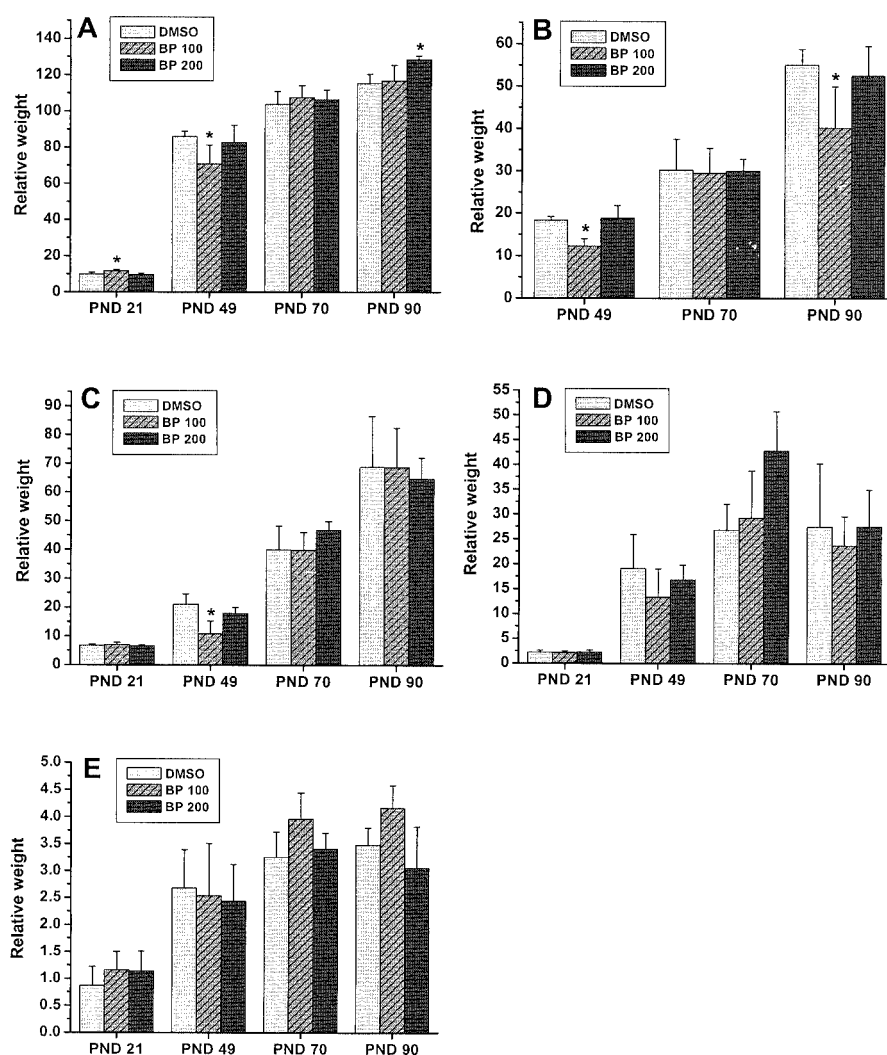 A
DMSO
BP 100
BP 200
Relative weight
140
120
100
80
60
40
20
10
0
*
*
*
PND 21
PND 49
PND 70
PND 90
B
DMSO
BP 100
BP 200
Relative weight
60
50
40
30
20
10
0
*
*
PND 49
PND 70
PND 90
C
DMSO
BP 100
BP 200
Relative weight
90
80
70
60
50
40
30
20
10
0
*
PND 21
PND 49
PND 70
PND 90
D
DMSO
BP 100
BP 200
Relative weight
55
50
45
40
35
30
25
20
15
10
5
0
PND 21
PND 49
PND 70
PND 90
E
DMSO
BP 100
BP 200
Relative weight
5.0
4.5
4.0
3.5
3.0
2.5
2.0
1.5
1.0
0.5
0.0
PND 21
PND 49
PND 70
PND 90